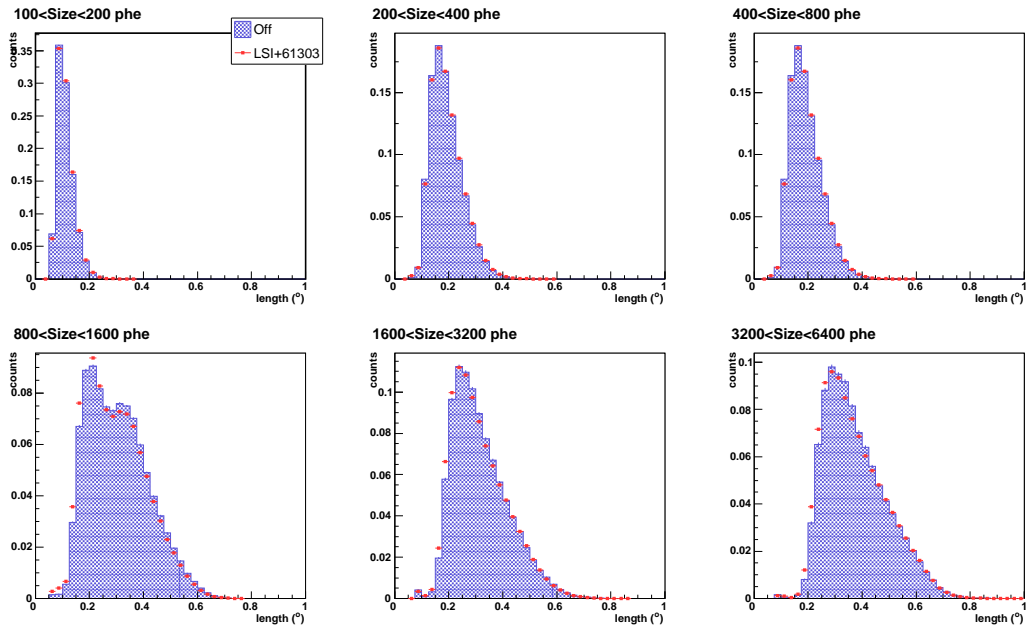 100<Size<200 phe
counts
0.35
0.3
0.25
0.2
0.15
0.1
0.05
0
0 0.2 0.4 0.6 0.8 1
length (°)
Off
LSI+61303
200<Size<400 phe
counts
0.15
0.1
0.05
0
0 0.2 0.4 0.6 0.8 1
length (°)
400<Size<800 phe
counts
0.15
0.1
0.05
0
0 0.2 0.4 0.6 0.8 1
length (°)
800<Size<1600 phe
counts
0.08
0.06
0.04
0.02
0
0 0.2 0.4 0.6 0.8 1
length (°)
1600<Size<3200 phe
counts
0.1
0.08
0.06
0.04
0.02
0
0 0.2 0.4 0.6 0.8 1
length (°)
3200<Size<6400 phe
counts
0.1
0.08
0.06
0.04
0.02
0
0 0.2 0.4 0.6 0.8 1
length (°)